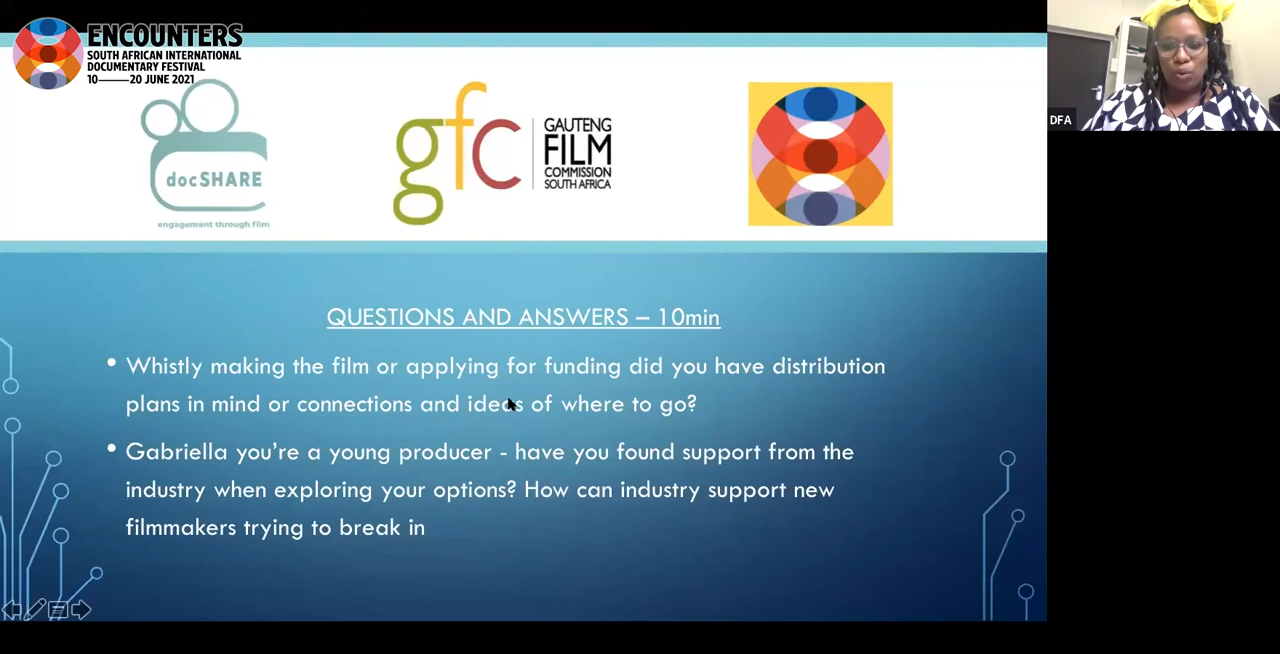 ENCOUNTERS
SOUTH AFRICAN INTERNATIONAL
DOCUMENTARY FESTIVAL
10——20 JUNE 2021
docSHARE
engagement through film
gfc
GAUTENG
FILM
COMMISSION
SOUTH AFRICA
DFA
QUESTIONS AND ANSWERS – 10min
• Whistly making the film or applying for funding did you have distribution
plans in mind or connections and ideas of where to go?
• Gabriella you're a young producer - have you found support from the
industry when exploring your options? How can industry support new
filmmakers trying to break in